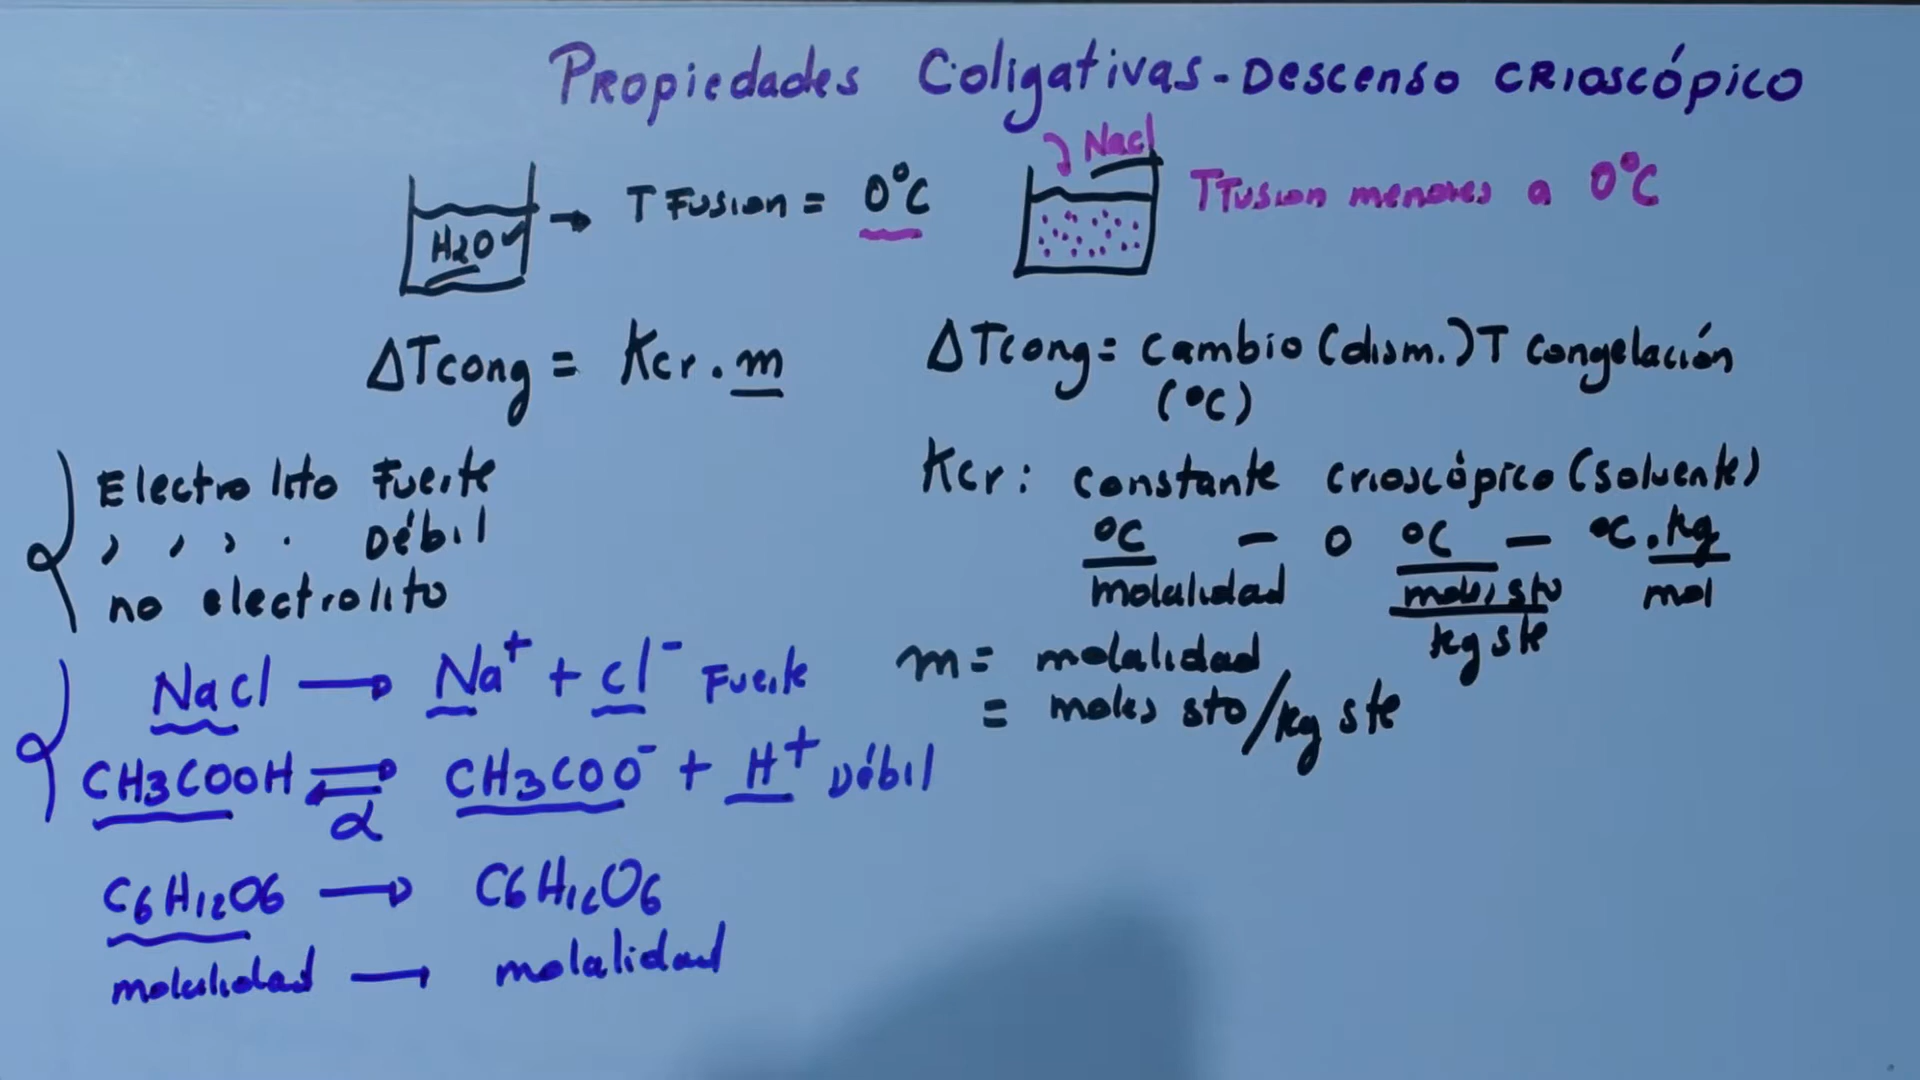 Propiedades Coligativas - Descenso Crioscópico
H2O → T Fusion = 0°C
Nacl
TFusion menores a 0°C
ΔTcong = Kcr . m
ΔTcong = cambio (dism.) T congelación
(°C)
Electrolito Fuerte
, , , . Débil
no electrolito
Kcr : constante crioscópico (solvente)
°C/molalidad - o °C/moles sto/kg ste - °C.kg/mol
NaCl → Na+ + Cl- Fuerte
CH3COOH ⇌ CH3COO- + H+ Débil
α
C6H12O6 → C6H12O6
molalidad → molalidad
m = molalidad
= moles sto/kg ste